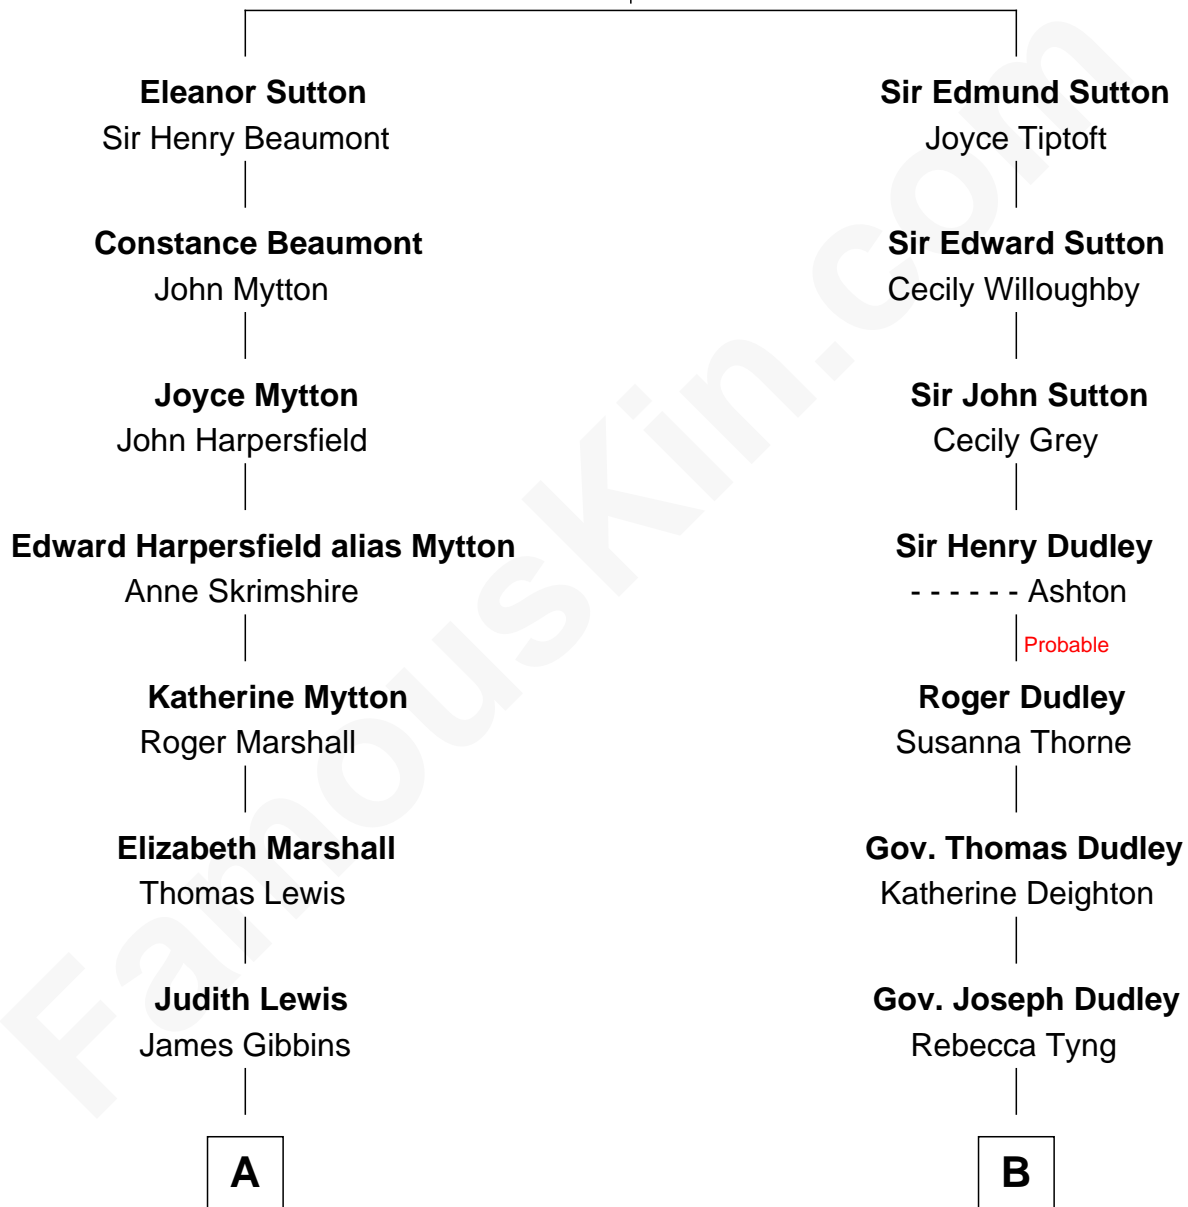 Eleanor Sutton
Sir Henry Beaumont
Constance Beaumont
John Mytton
Joyce Mytton
John Harpersfield
Edward Harpersfield alias Mytton
Anne Skrimshire
Katherine Mytton
Roger Marshall
Elizabeth Marshall
Thomas Lewis
Judith Lewis
James Gibbins
A
Sir Edmund Sutton
Joyce Tiptoft
Sir Edward Sutton
Cecily Willoughby
Sir John Sutton
Cecily Grey
Sir Henry Dudley
- - - - - - Ashton
Probable
Roger Dudley
Susanna Thorne
Gov. Thomas Dudley
Katherine Deighton
Gov. Joseph Dudley
Rebecca Tyng
B
FamousKin.com